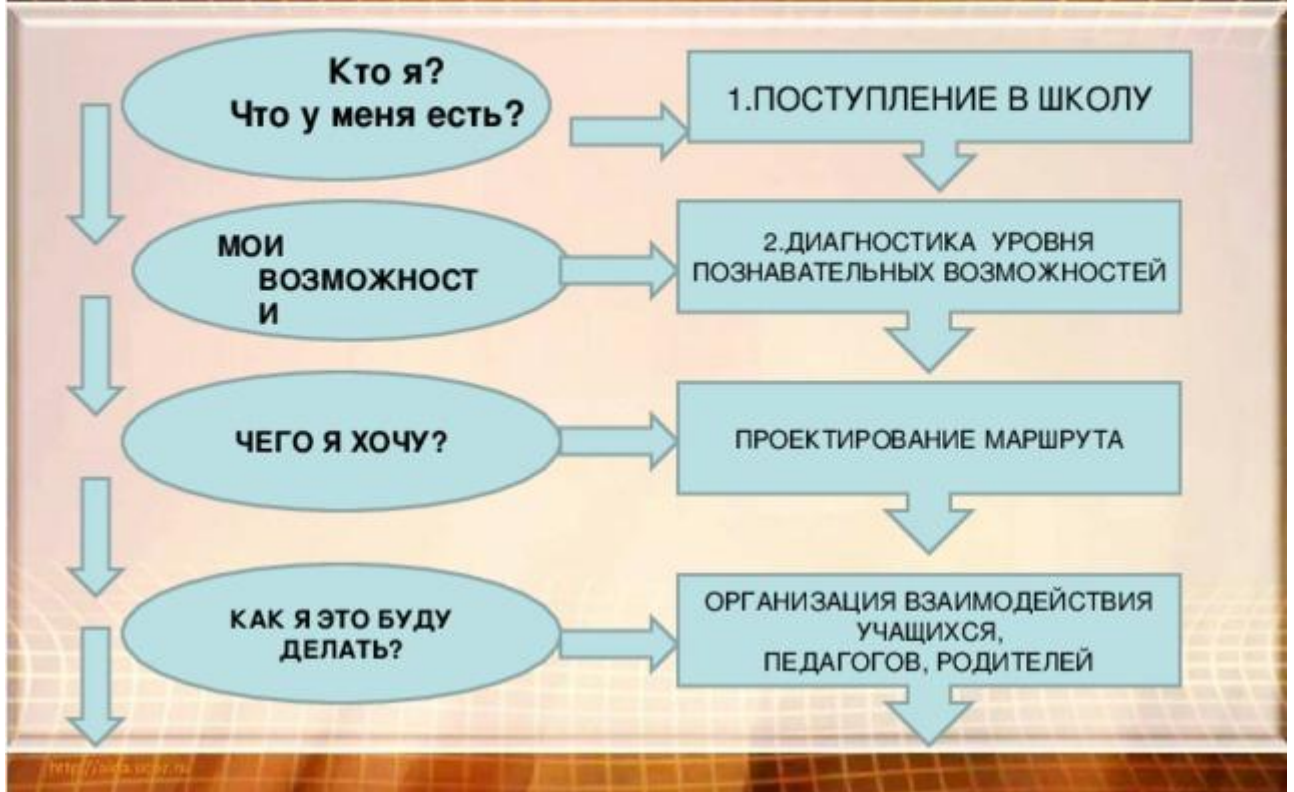 Кто я?
Что у меня есть?
1.ПОСТУПЛЕНИЕ В ШКОЛУ
МОИ
ВОЗМОЖНОСТ
И
2.ДИАГНОСТИКА УРОВНЯ
ПОЗНАВАТЕЛЬНЫХ ВОЗМОЖНОСТЕЙ
ЧЕГО Я ХОЧУ?
ПРОЕКТИРОВАНИЕ МАРШРУТА
КАК Я ЭТО БУДУ
ДЕЛАТЬ?
ОРГАНИЗАЦИЯ ВЗАИМОДЕЙСТВИЯ
УЧАЩИХСЯ,
ПЕДАГОГОВ, РОДИТЕЛЕЙ